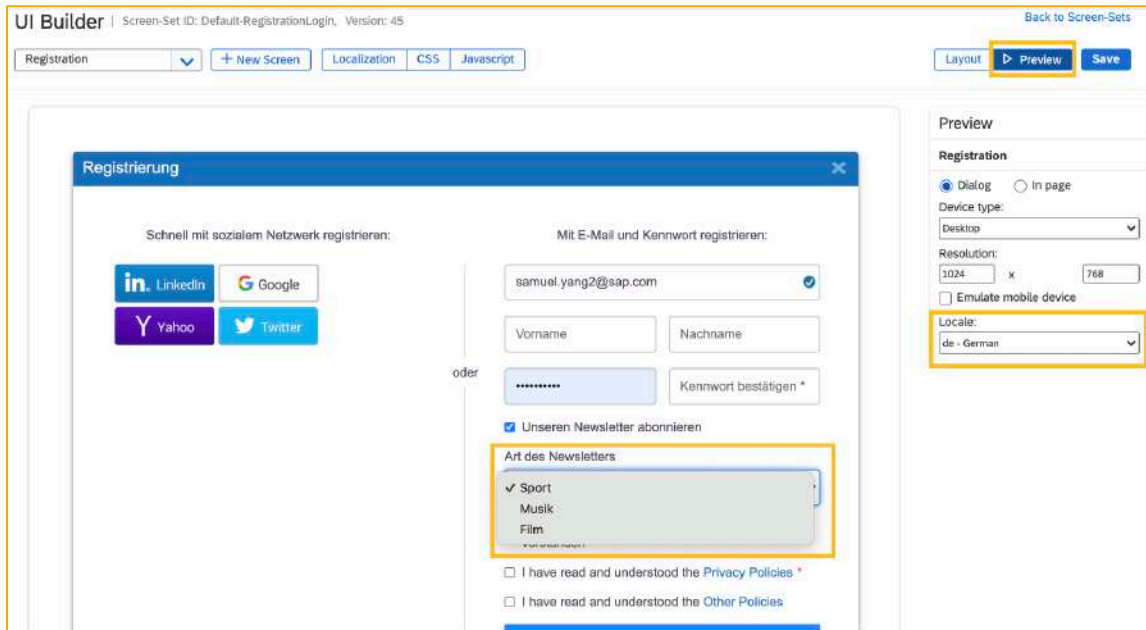 UI Builder | Screen-Set ID: Default-RegistrationLogin, Version: 45
Back to Screen-Sets
Registration
+ New Screen
Localization CSS Javascript
Layout Preview Save
Preview
Registration
Dialog In page
Device type:
Desktop
Resolution:
1024 x 768
Emulate mobile device
Locale:
de - German
Registrierung
Schnell mit sozialem Netzwerk registrieren:
in. LinkedIn
G Google
Y Yahoo
Twitter
oder
Mit E-Mail und Kennwort registrieren:
samuel.yang2@sap.com
Vorname Nachname
•••••••••• Kennwort bestätigen *
Unseren Newsletter abonnieren
Art des Newsletters
✓ Sport
Musik
Film
I have read and understood the Privacy Policies *
I have read and understood the Other Policies